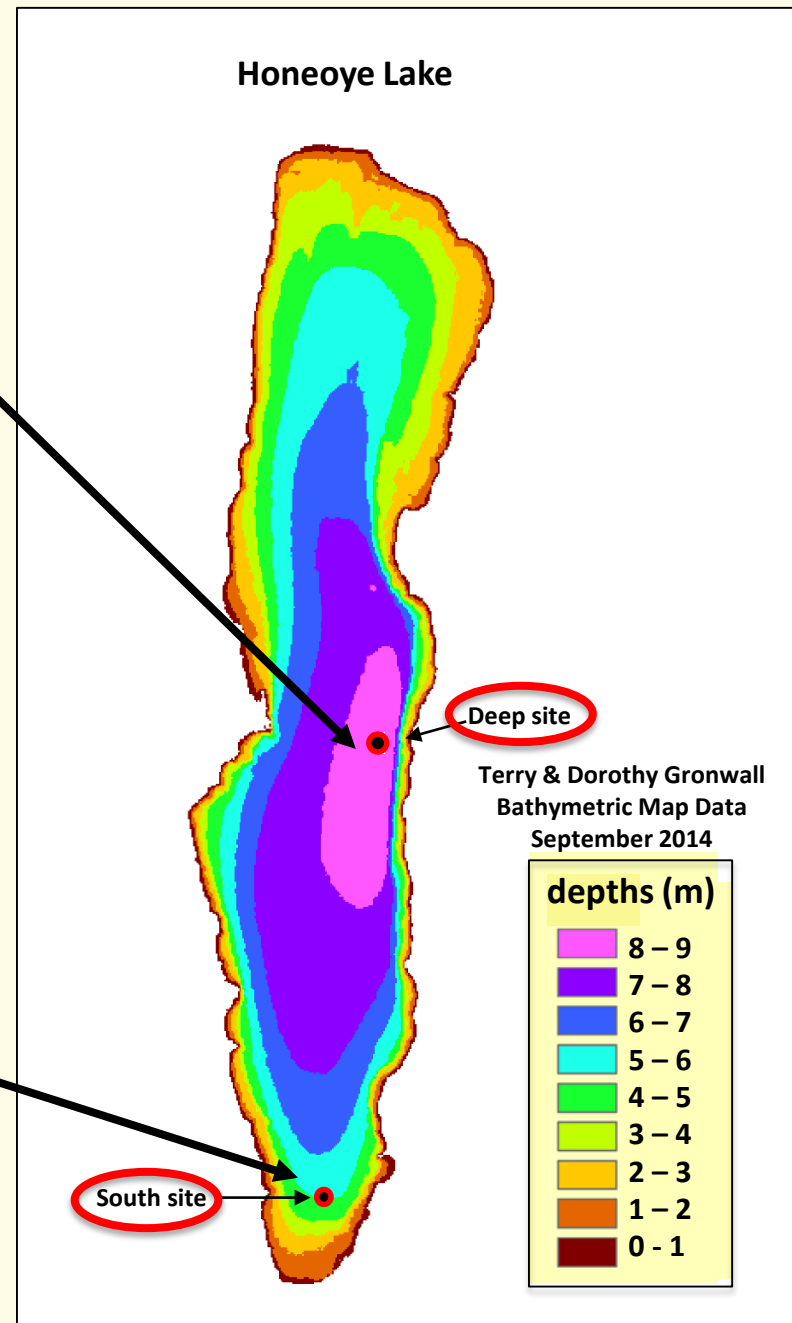 Honeoye Lake
Deep site
Terry & Dorothy Gronwall
Bathymetric Map Data
September 2014
depths (m)
8 – 9
7 – 8
6 – 7
5 – 6
4 – 5
3 – 4
2 – 3
1 – 2
0 - 1
South site